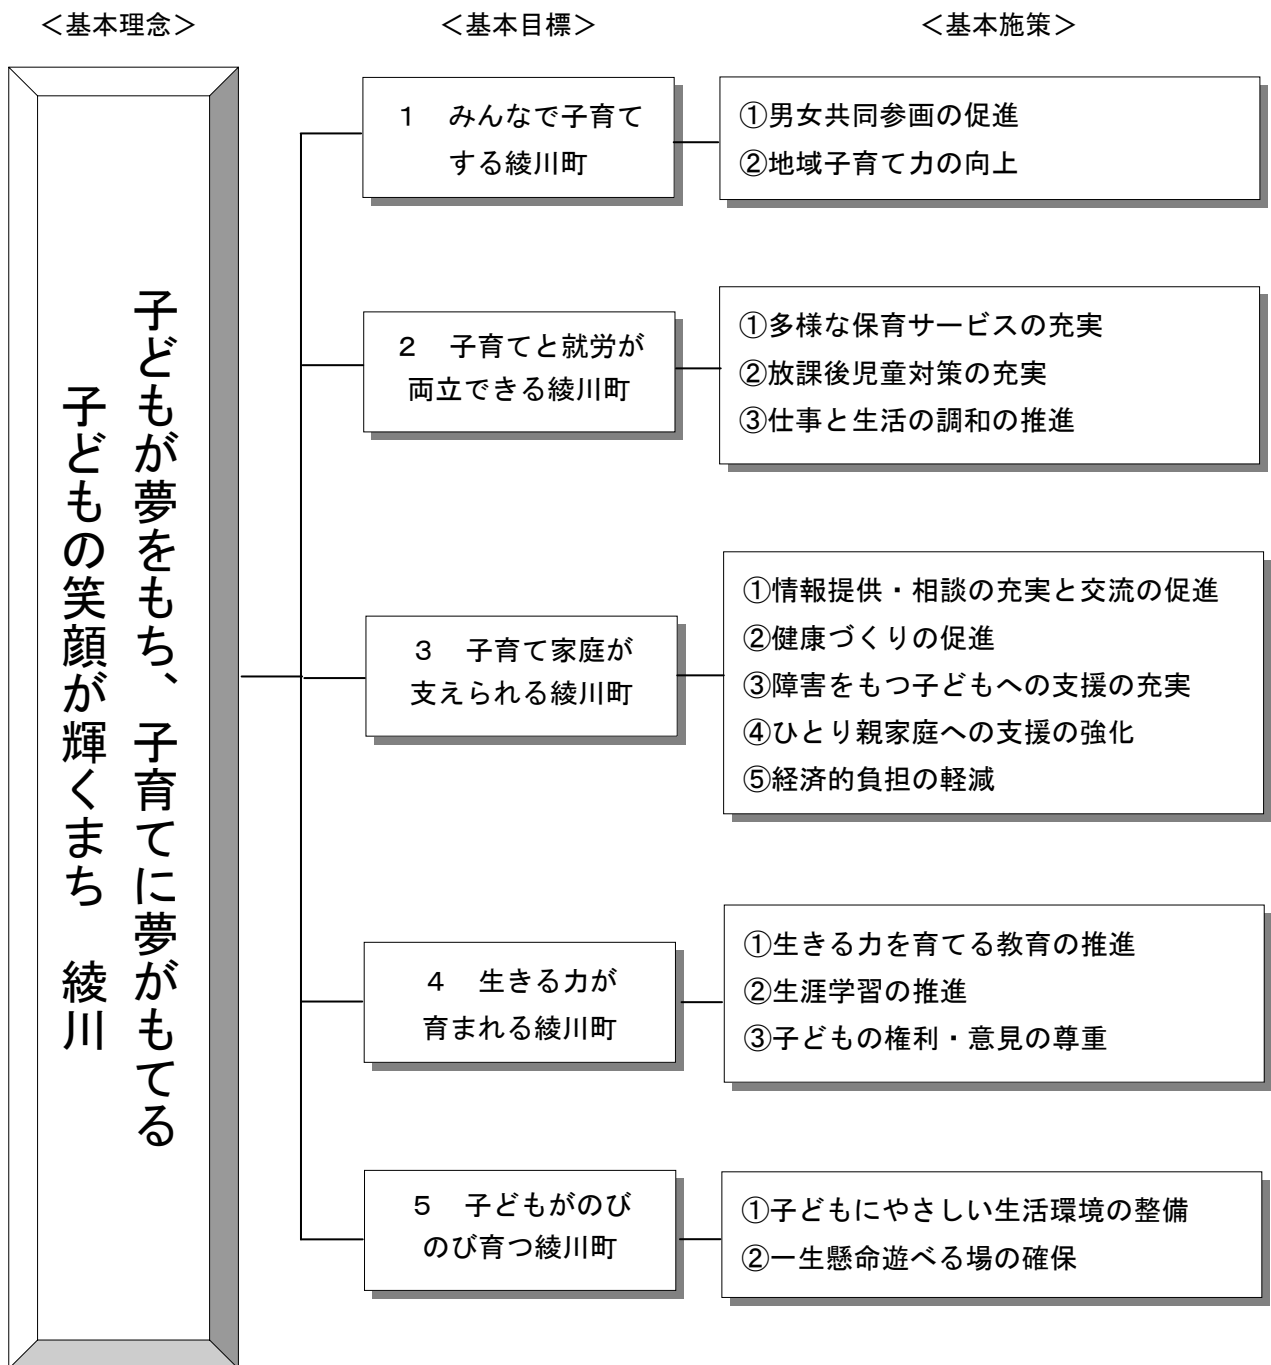 ＜基本理念＞
＜基本目標＞
＜基本施策＞
子どもが夢をもち、子育てに夢がもてる
子どもの笑顔が輝くまち　綾川
１　みんなで子育て
する綾川町
①男女共同参画の促進
②地域子育て力の向上
２　子育てと就労が
両立できる綾川町
①多様な保育サービスの充実
②放課後児童対策の充実
③仕事と生活の調和の推進
３　子育て家庭が
支えられる綾川町
①情報提供・相談の充実と交流の促進
②健康づくりの促進
③障害をもつ子どもへの支援の充実
④ひとり親家庭への支援の強化
⑤経済的負担の軽減
４　生きる力が
育まれる綾川町
①生きる力を育てる教育の推進
②生涯学習の推進
③子どもの権利・意見の尊重
５　子どもがのび
のび育つ綾川町
①子どもにやさしい生活環境の整備
②一生懸命遊べる場の確保